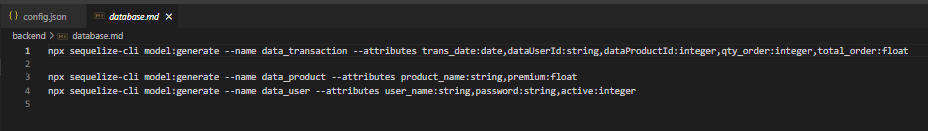 config.json
database.md
backend > database.md
1 npx sequelize-cli model:generate --name data_transaction --attributes trans_date:date,dataUserId:string,dataProductId:integer,qty_order:integer,total_order:float
2
3 npx sequelize-cli model:generate --name data_product --attributes product_name:string,premium:float
4 npx sequelize-cli model:generate --name data_user --attributes user_name:string,password:string,active:integer
5